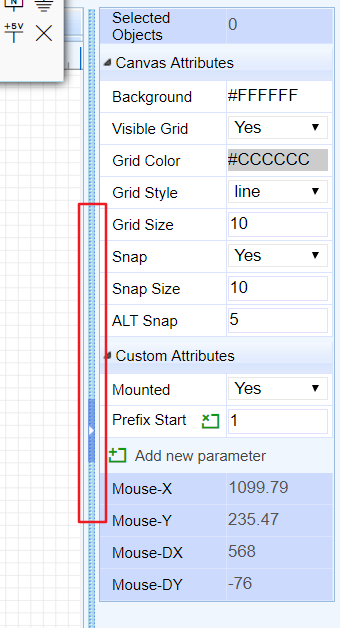 N
+5V
Selected Objects 0
Canvas Attributes
Background #FFFFFF
Visible Grid Yes
Grid Color #CCCCCC
Grid Style line
Grid Size 10
Snap Yes
Snap Size 10
ALT Snap 5
Custom Attributes
Mounted Yes
Prefix Start 1
Add new parameter
Mouse-X 1099.79
Mouse-Y 235.47
Mouse-DX 568
Mouse-DY -76